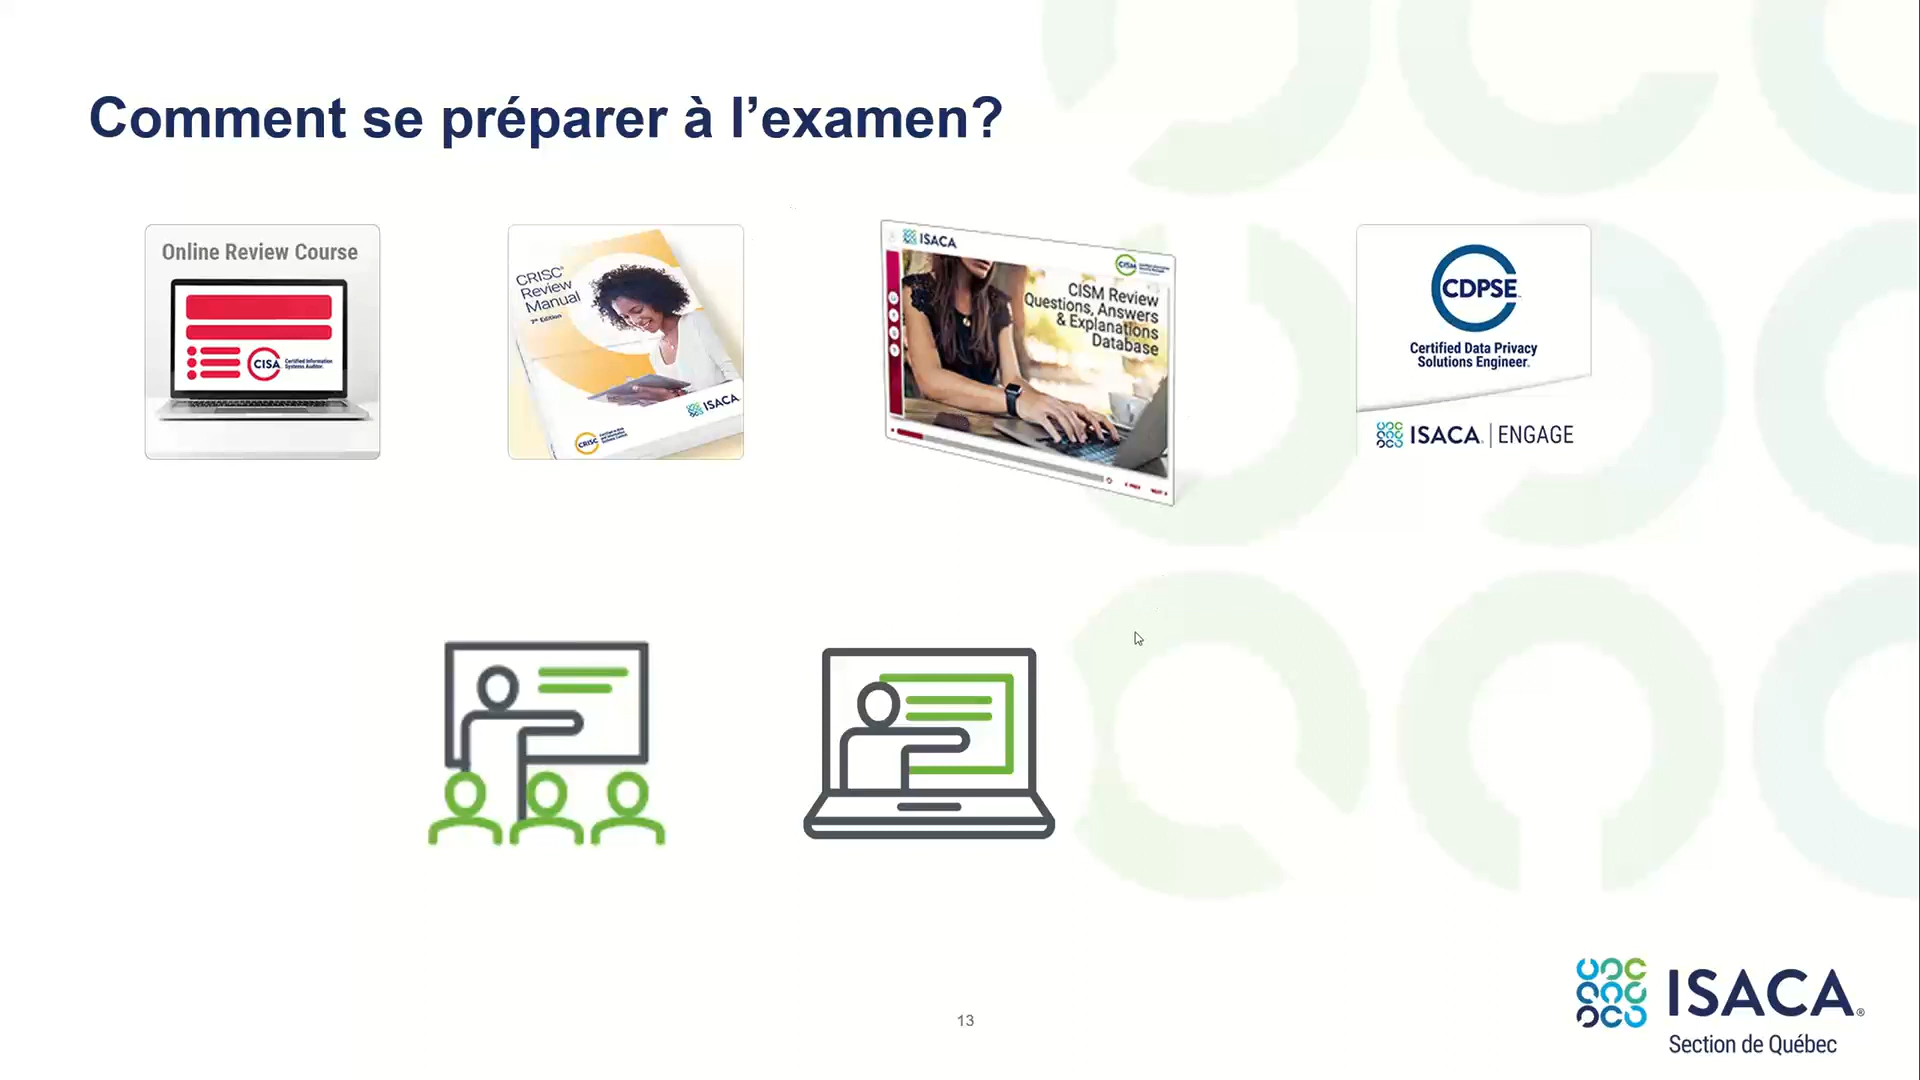 Comment se préparer à l’examen?
Online Review Course
CISA
Certified Information
Systems Auditor.
CRISC®
Review
Manual
7th Edition
ISACA
CRISC
ISACA
CISM
CISM Review
Questions, Answers
& Explanations
Database
CDPSE
Certified Data Privacy
Solutions Engineer.
ISACA. | ENGAGE
13
ISACA®
Section de Québec